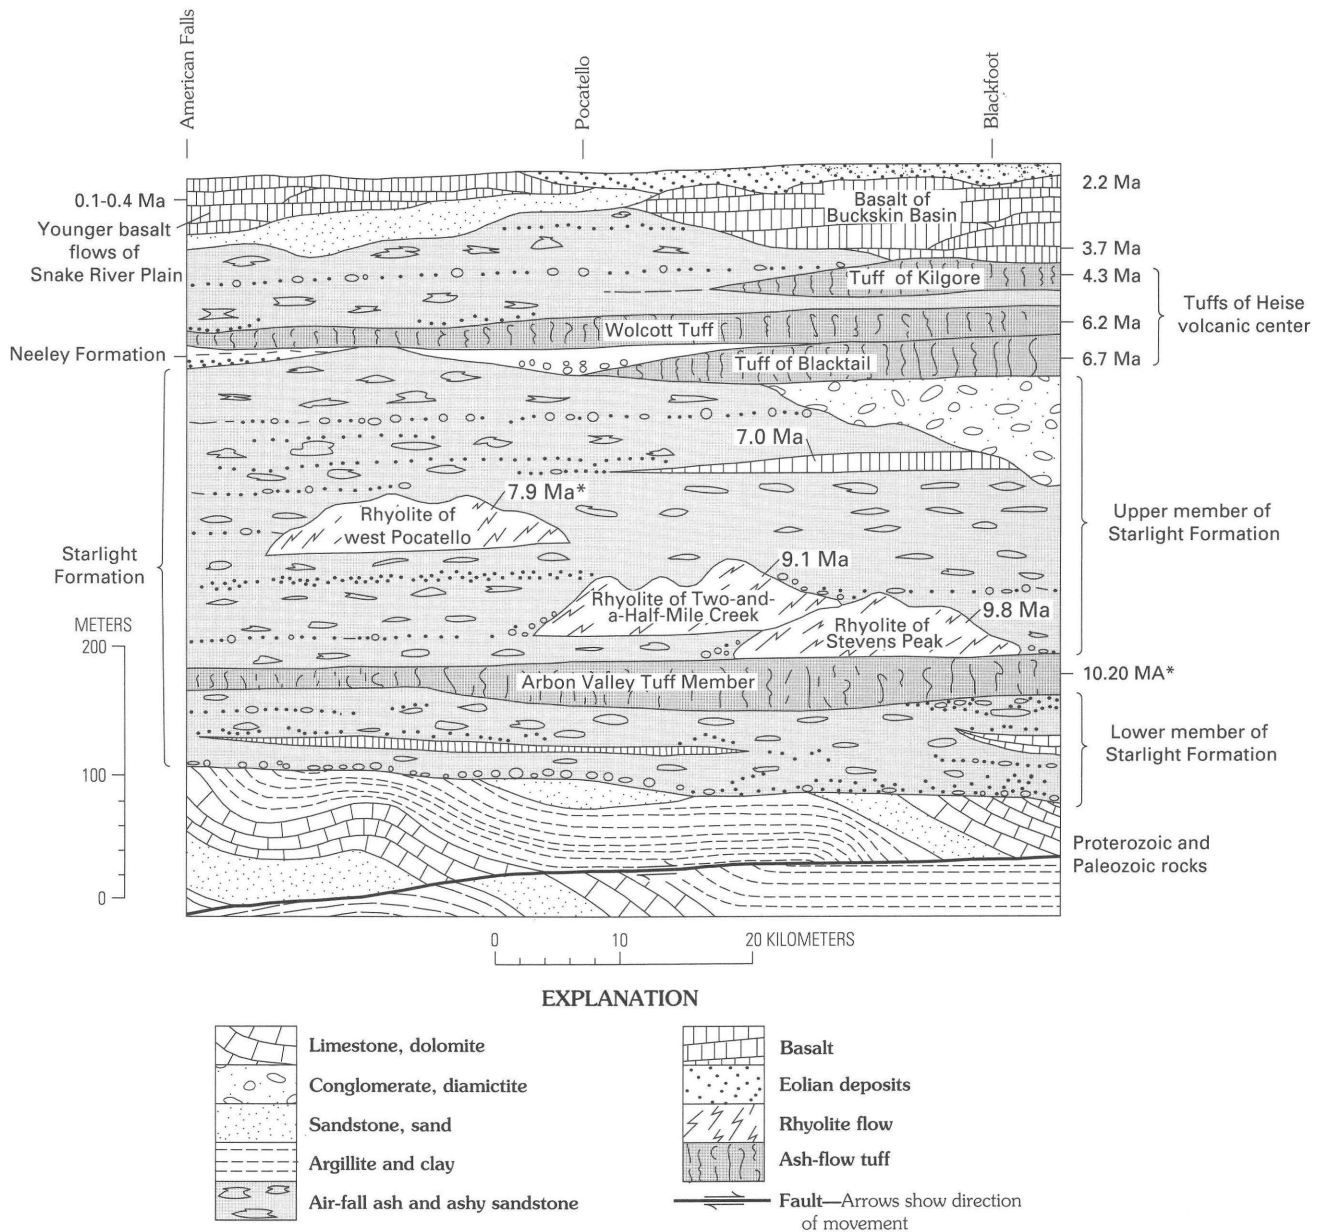 American Falls
Pocatello
Blackfoot
0.1-0.4 Ma
Younger basalt
flows of
Snake River Plain
Neeley Formation
Starlight
Formation
METERS
200
100
0
2.2 Ma
Basalt of
Buckskin Basin
3.7 Ma
Tuff of Kilgore
4.3 Ma
Wolcott Tuff
6.2 Ma
Tuffs of Heise
volcanic center
Tuff of Blacktail
6.7 Ma
7.0 Ma
7.9 Ma*
Rhyolite of
west Pocatello
Upper member of
Starlight Formation
9.1 Ma
Rhyolite of Two-and-
a-Half-Mile Creek
9.8 Ma
Rhyolite of
Stevens Peak
Arbon Valley Tuff Member
10.20 MA*
Lower member of
Starlight Formation
Proterozoic and
Paleozoic rocks
0 10 20 KILOMETERS
EXPLANATION
Limestone, dolomite
Conglomerate, diamictite
Sandstone, sand
Argillite and clay
Air-fall ash and ashy sandstone
Basalt
Eolian deposits
Rhyolite flow
Ash-flow tuff
Fault—Arrows show direction
of movement